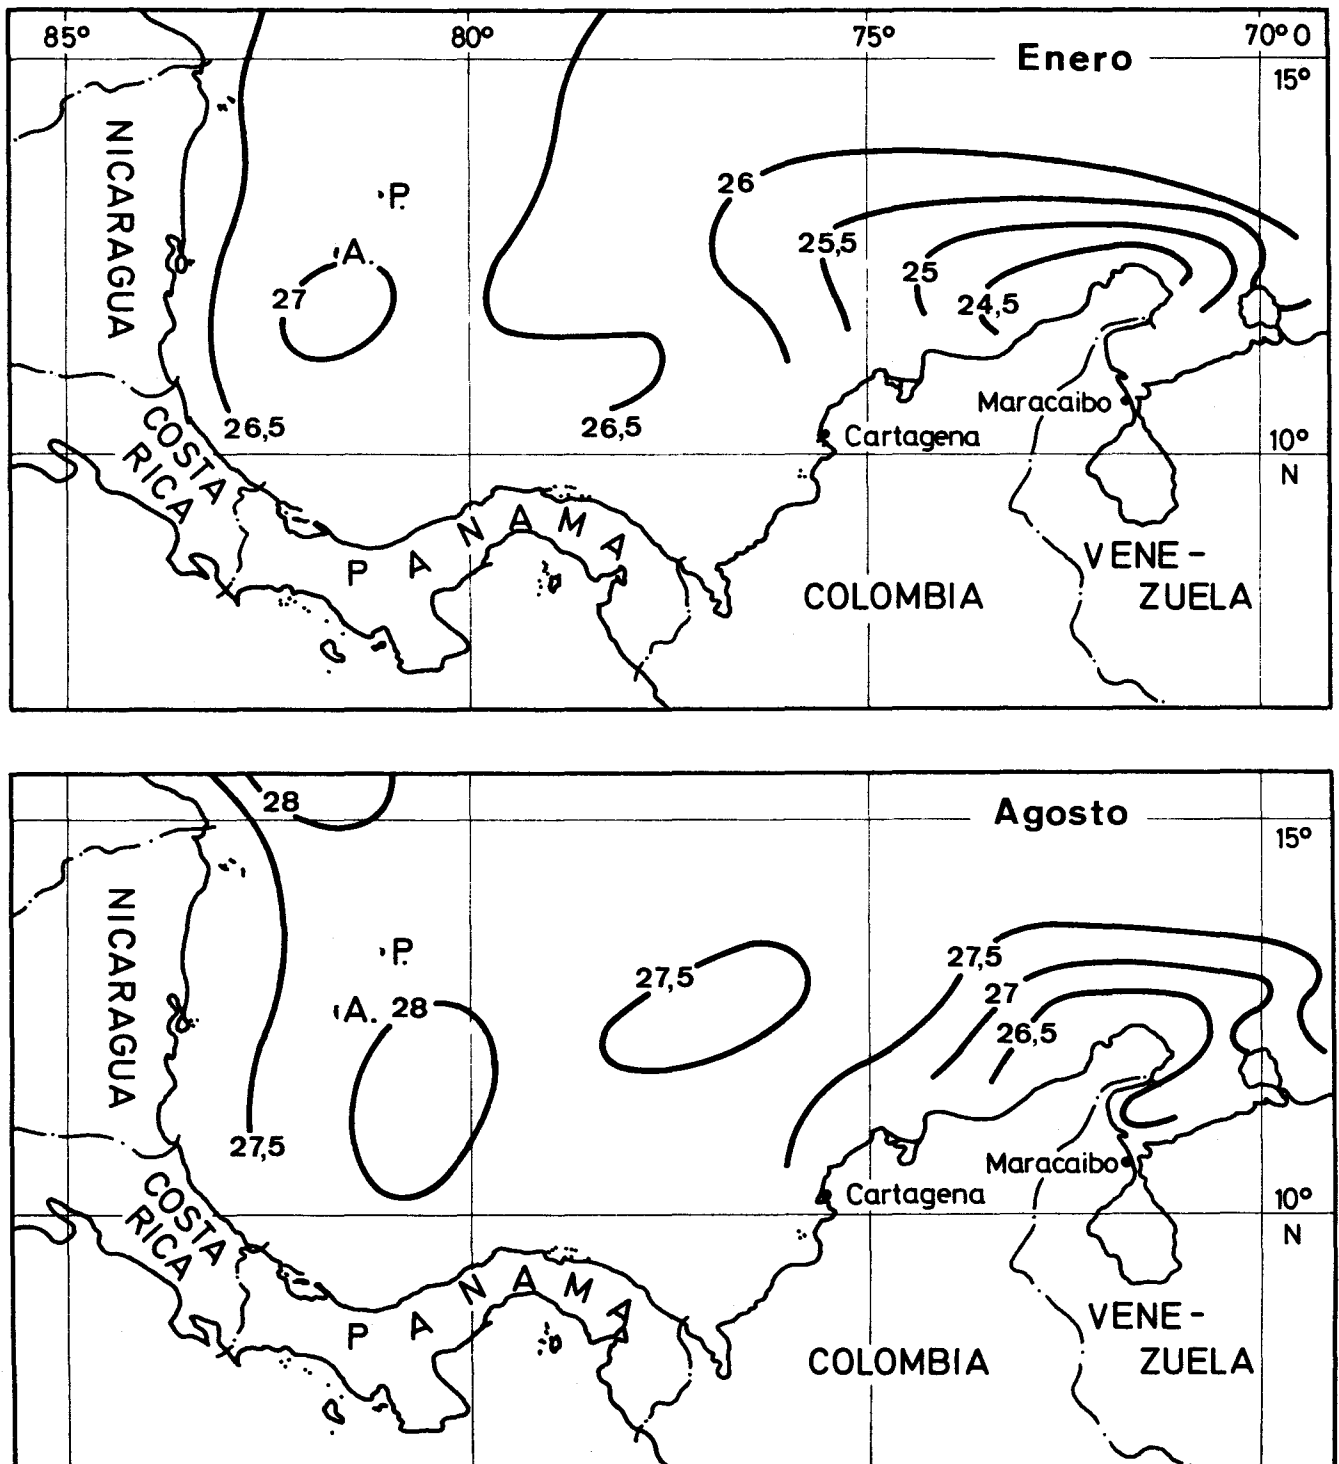 85° 80° 75° 70° O
Enero
15°
NICARAGUA
P.
26
A.
25,5
25
27
24,5
Maracaibo
COSTA
RICA
26,5
26,5
Cartagena
10°
N
PANAMA
VENE-
COLOMBIA
ZUELA
28
Agosto
15°
NICARAGUA
P.
27,5
27,5
A.
28
27
26,5
27,5
Maracaibo
COSTA
RICA
Cartagena
10°
N
PANAMA
VENE-
COLOMBIA
ZUELA